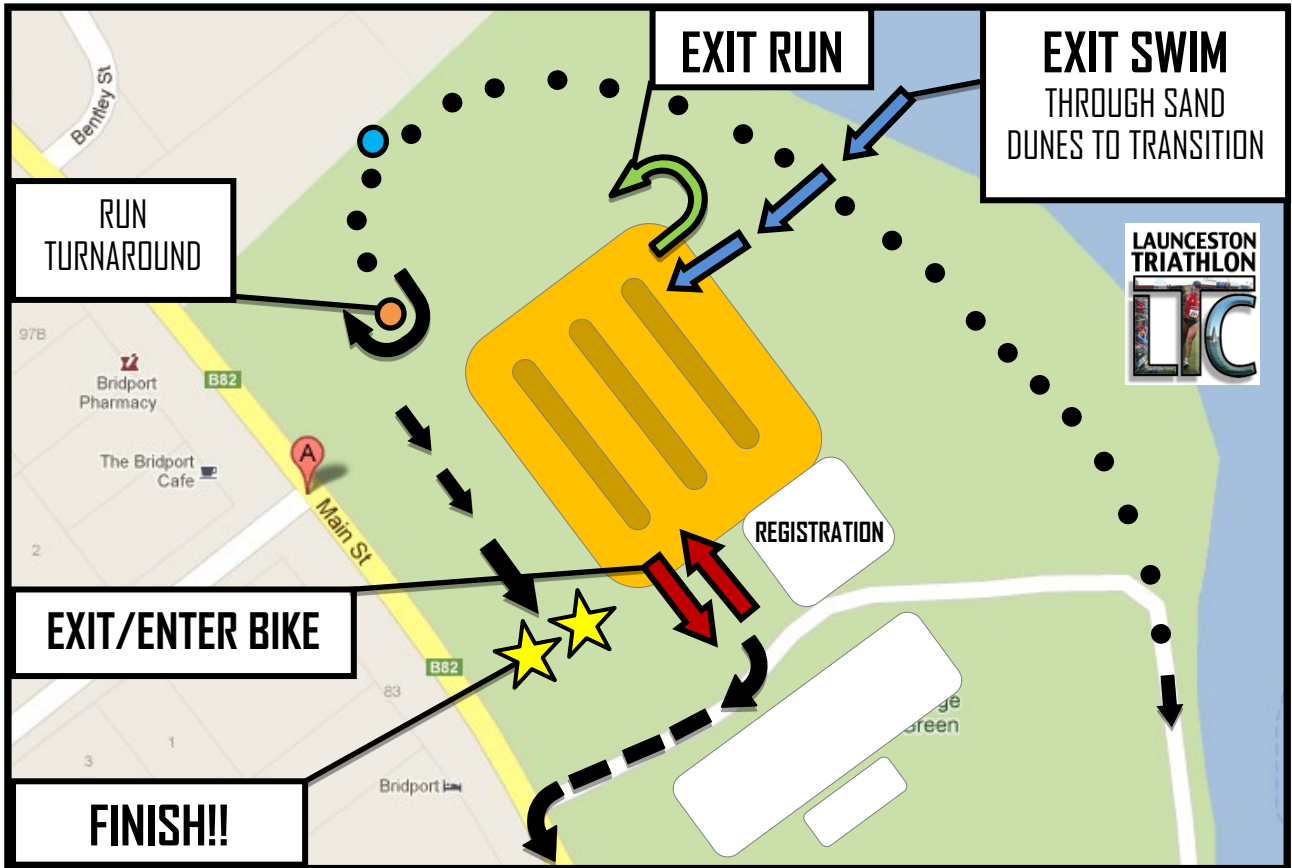 EXIT RUN
EXIT SWIM
THROUGH SAND
DUNES TO TRANSITION
Bentley St
RUN
TURNAROUND
LAUNCESTON
TRIATHLON
LTC
97B
Bridport
Pharmacy
B82
The Bridport
Cafe
A
Main St
2
REGISTRATION
EXIT/ENTER BIKE
B82
83
ge
Green
1
3
Bridport
FINISH!!